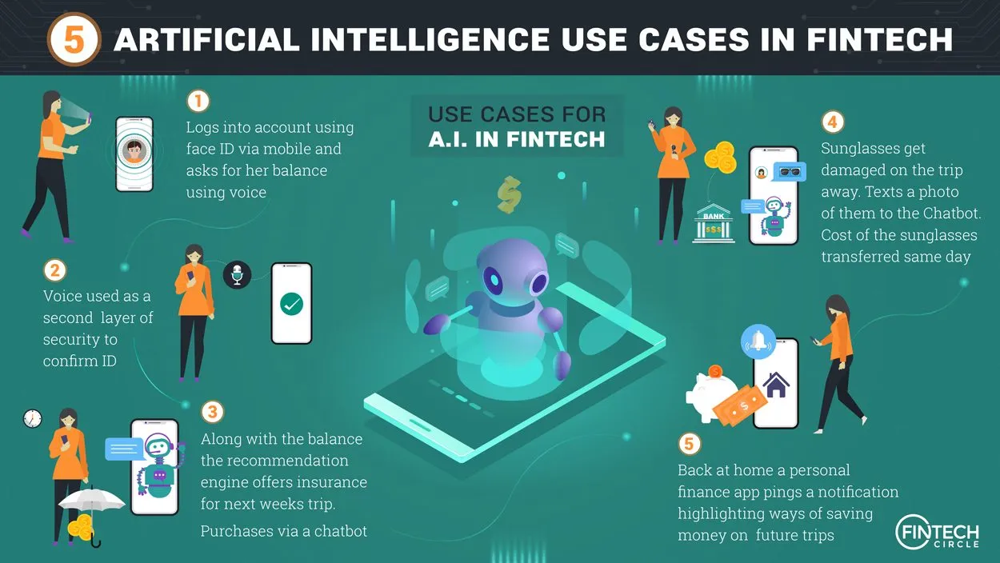 5 ARTIFICIAL INTELLIGENCE USE CASES IN FINTECH
USE CASES FOR
A.I. IN FINTECH
1
Logs into account using
face ID via mobile and
asks for her balance
using voice
2
Voice used as a
second layer of
security to
confirm ID
3
Along with the balance
the recommendation
engine offers insurance
for next weeks trip.
Purchases via a chatbot
4
Sunglasses get
damaged on the trip
away. Texts a photo
of them to the Chatbot.
Cost of the sunglasses
transferred same day
BANK
$$$
5
Back at home a personal
finance app pings a notification
highlighting ways of saving
money on future trips
FINTECH
CIRCLE